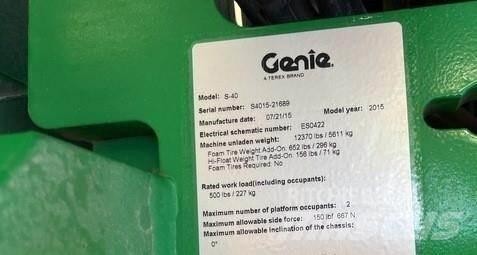 Genie
A TEREX BRAND
Model: S-40
Serial number: S4015-21689
Manufacture date: 07/21/15 Model year: 2015
Electrical schematic number: ES0422
Machine unladen weight: 12370 lbs / 5611 kg
Foam Tire Weight Add-On: 652 lbs / 296 kg
Hi-Float Weight Tire Add-On: 156 lbs / 71 kg
Foam Tires Required: No
Rated work load(including occupants):
500 lbs / 227 kg
Maximum number of platform occupants: 2
Maximum allowable side force: 150 lbf 667 N
Maximum allowable inclination of the chassis:
0°